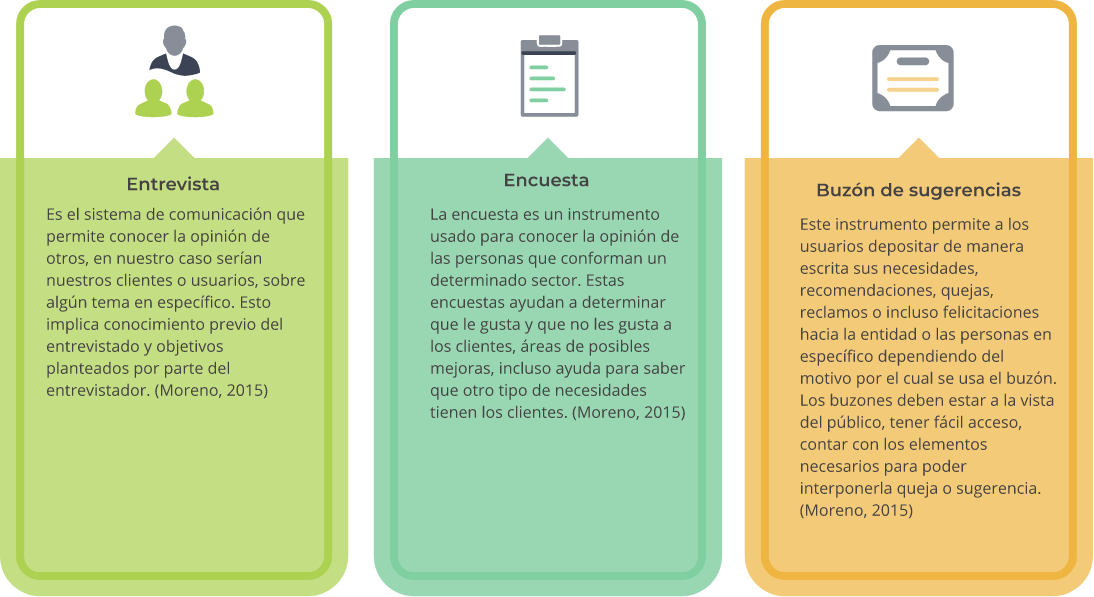 Entrevista
Es el sistema de comunicación que
permite conocer la opinión de
otros, en nuestro caso serían
nuestros clientes o usuarios, sobre
algún tema en específico. Esto
implica conocimiento previo del
entrevistado y objetivos
planteados por parte del
entrevistador. (Moreno, 2015)
Encuesta
La encuesta es un instrumento
usado para conocer la opinión de
las personas que conforman un
determinado sector. Estas
encuestas ayudan a determinar
que le gusta y que no les gusta a
los clientes, áreas de posibles
mejoras, incluso ayuda para saber
que otro tipo de necesidades
tienen los clientes. (Moreno, 2015)
Buzón de sugerencias
Este instrumento permite a los
usuarios depositar de manera
escrita sus necesidades,
recomendaciones, quejas,
reclamos o incluso felicitaciones
hacia la entidad o las personas en
específico dependiendo del
motivo por el cual se usa el buzón.
Los buzones deben estar a la vista
del público, tener fácil acceso,
contar con los elementos
necesarios para poder
interponerla queja o sugerencia.
(Moreno, 2015)